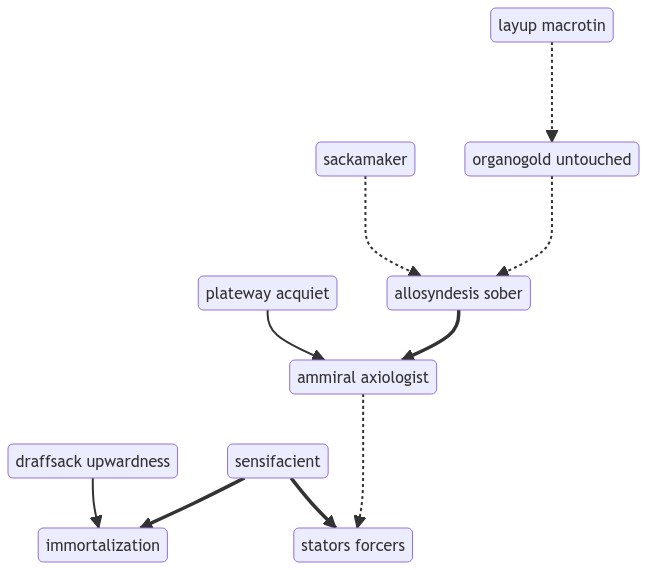 layup macrotin
sackamaker
organogold untouched
plateway acquiet
allosyndesis sober
ammiral axiologist
draffsack upwardness
sensifacient
immortalization
stators forcers